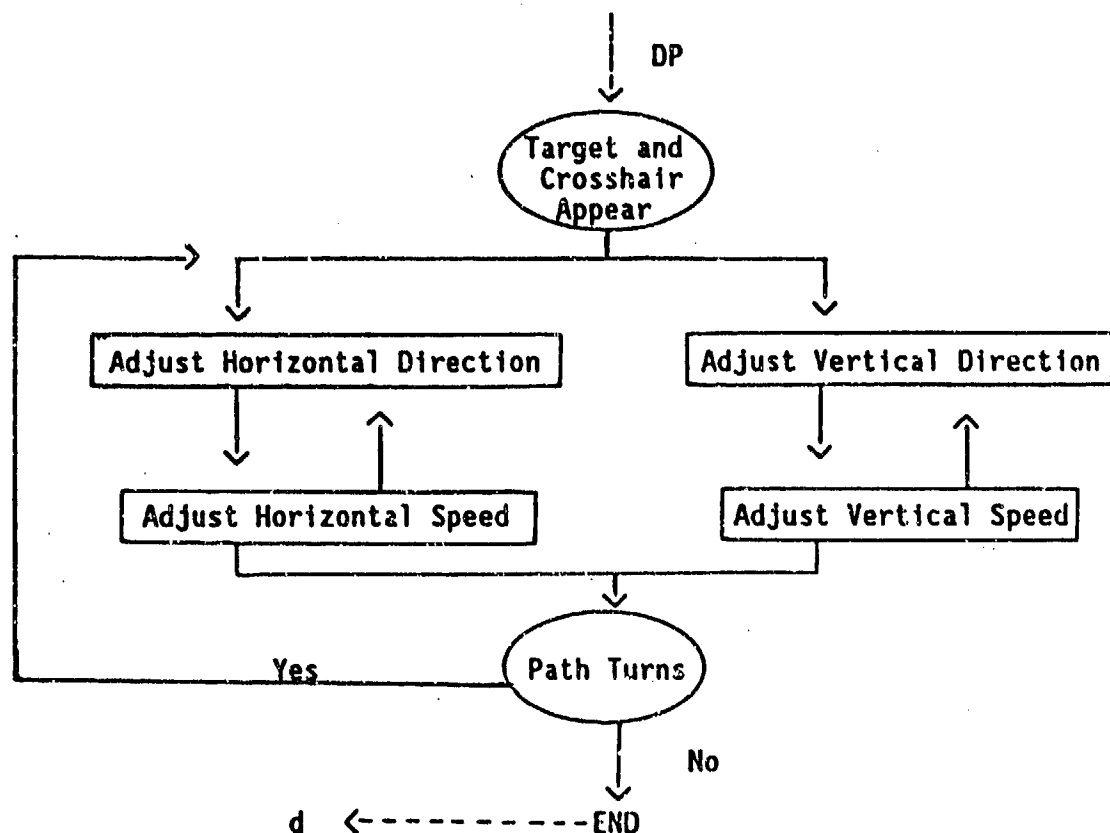 DP
Target and
Crosshair
Appear
Adjust Horizontal Direction
Adjust Vertical Direction
Adjust Horizontal Speed
Adjust Vertical Speed
Yes
Path Turns
No
d
END